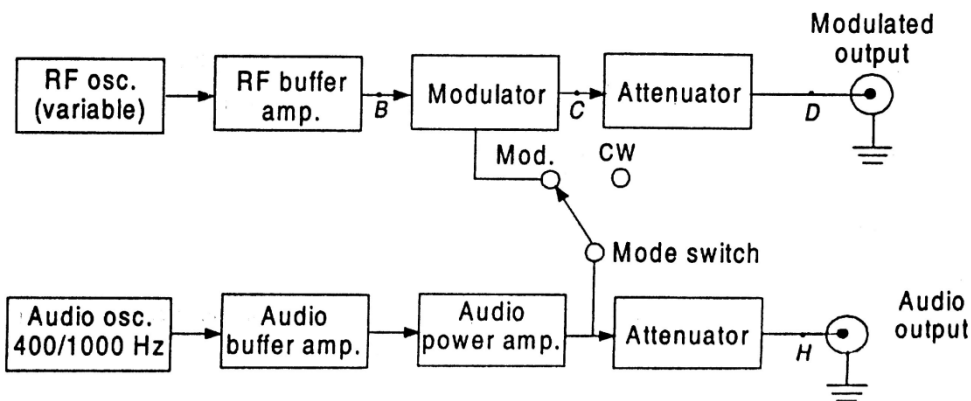 Modulated
output
RF osc.
(variable)
RF buffer
amp.
B
Modulator
C
Attenuator
D
Mod.
CW
Mode switch
Audio osc.
400/1000 Hz
Audio
buffer amp.
Audio
power amp.
Attenuator
H
Audio
output